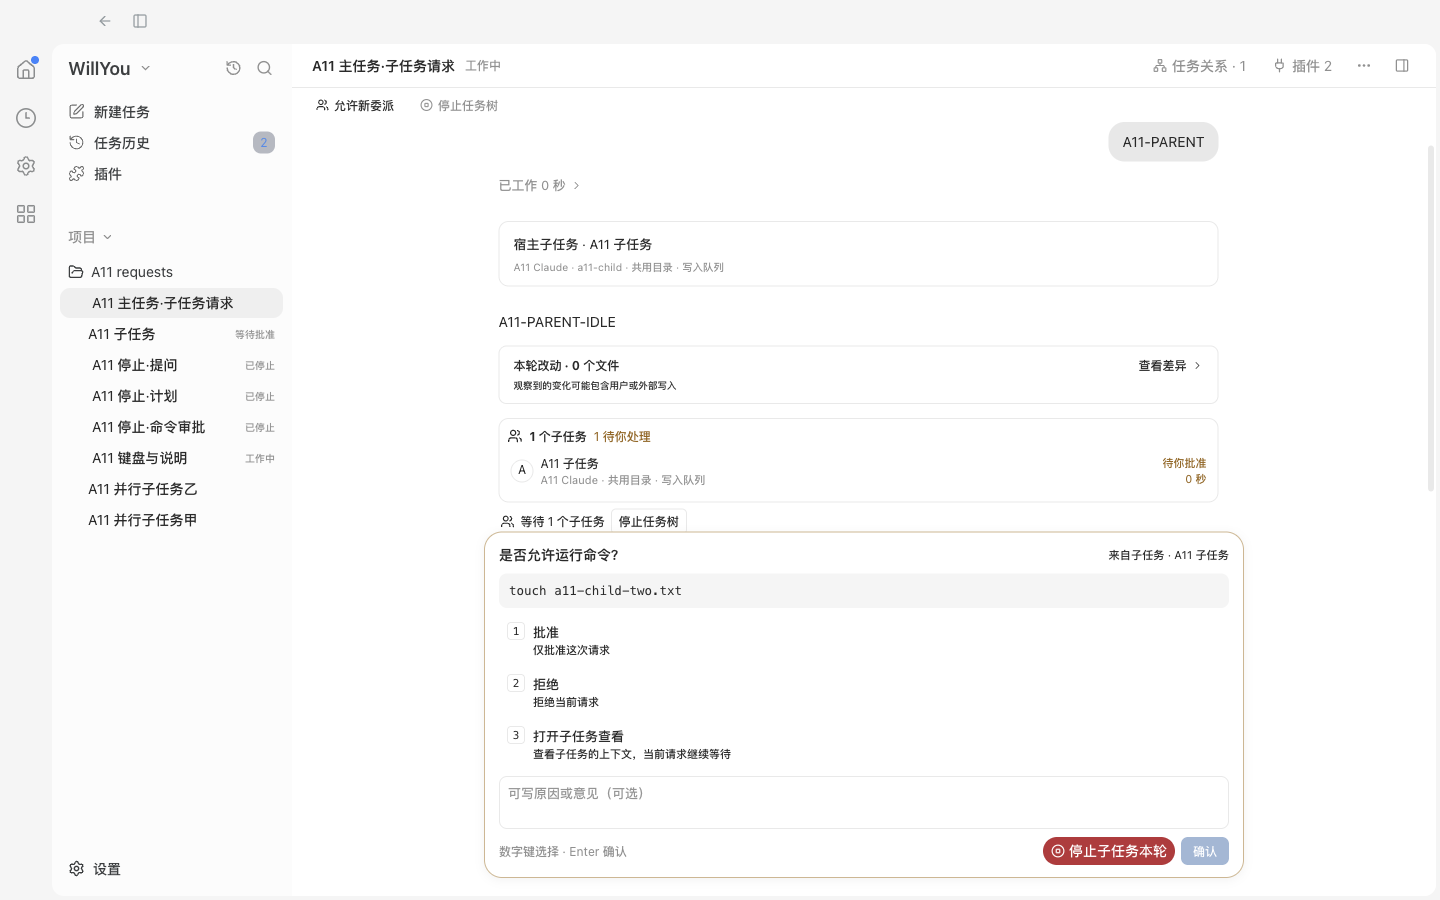 WillYou
新建任务
任务历史
2
插件
项目
A11 requests
A11 主任务·子任务请求
A11 子任务
等待批准
A11 停止·提问
已停止
A11 停止·计划
已停止
A11 停止·命令审批
已停止
A11 键盘与说明
工作中
A11 并行子任务乙
A11 并行子任务甲
设置
A11 主任务·子任务请求
工作中
任务关系 · 1
插件 2
允许新委派
停止任务树
A11-PARENT
已工作 0 秒
宿主子任务 · A11 子任务
A11 Claude · a11-child · 共用目录 · 写入队列
A11-PARENT-IDLE
本轮改动 · 0 个文件
查看差异
观察到的变化可能包含用户或外部写入
1 个子任务 1 待你处理
A
A11 子任务
A11 Claude · 共用目录 · 写入队列
待你批准
0 秒
等待 1 个子任务
停止任务树
是否允许运行命令?
来自子任务 · A11 子任务
touch a11-child-two.txt
1
批准
仅批准这次请求
2
拒绝
拒绝当前请求
3
打开子任务查看
查看子任务的上下文，当前请求继续等待
可写原因或意见（可选）
数字键选择 · Enter 确认
停止子任务本轮
确认